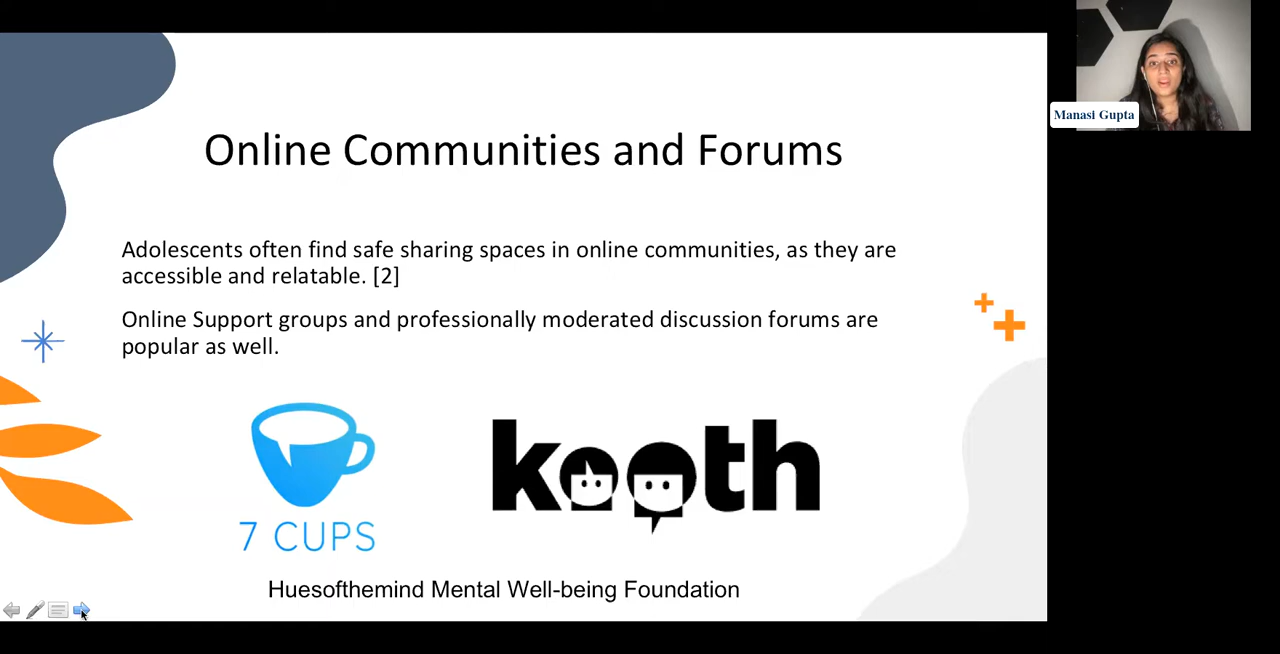 Online Communities and Forums
Manasi Gupta
Adolescents often find safe sharing spaces in online communities, as they are
accessible and relatable. [2]
Online Support groups and professionally moderated discussion forums are
popular as well.
7 CUPS
kooth
Huesofthemind Mental Well-being Foundation